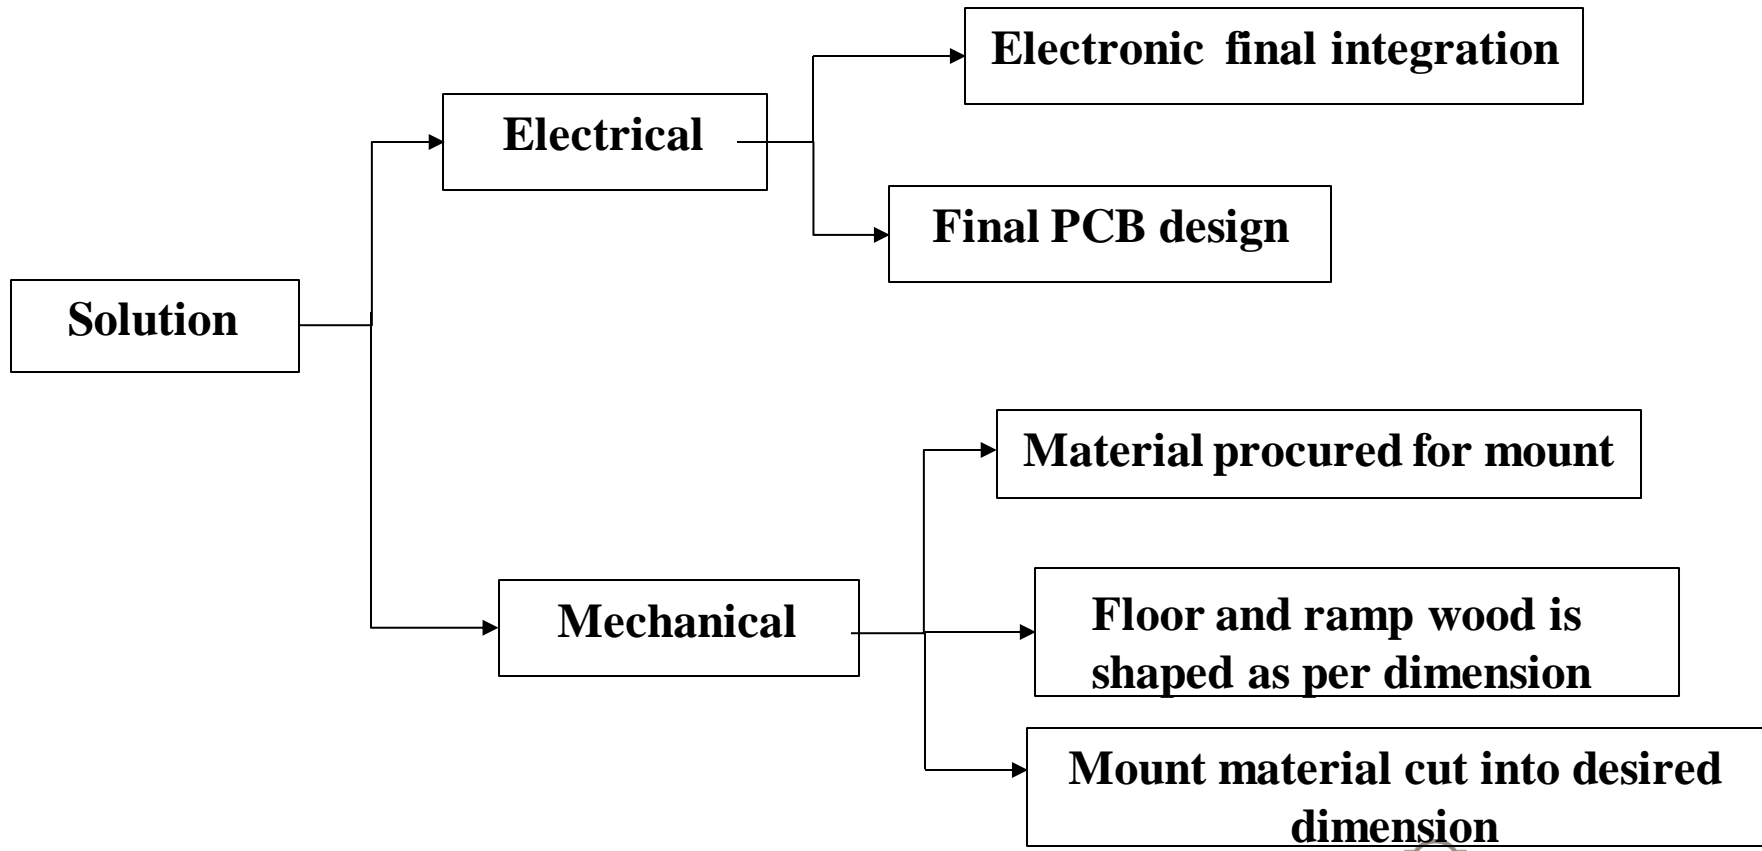 Electronic final integration
Electrical
Final PCB design
Solution
Material procured for mount
Mechanical
Floor and ramp wood is
shaped as per dimension
Mount material cut into desired
dimension